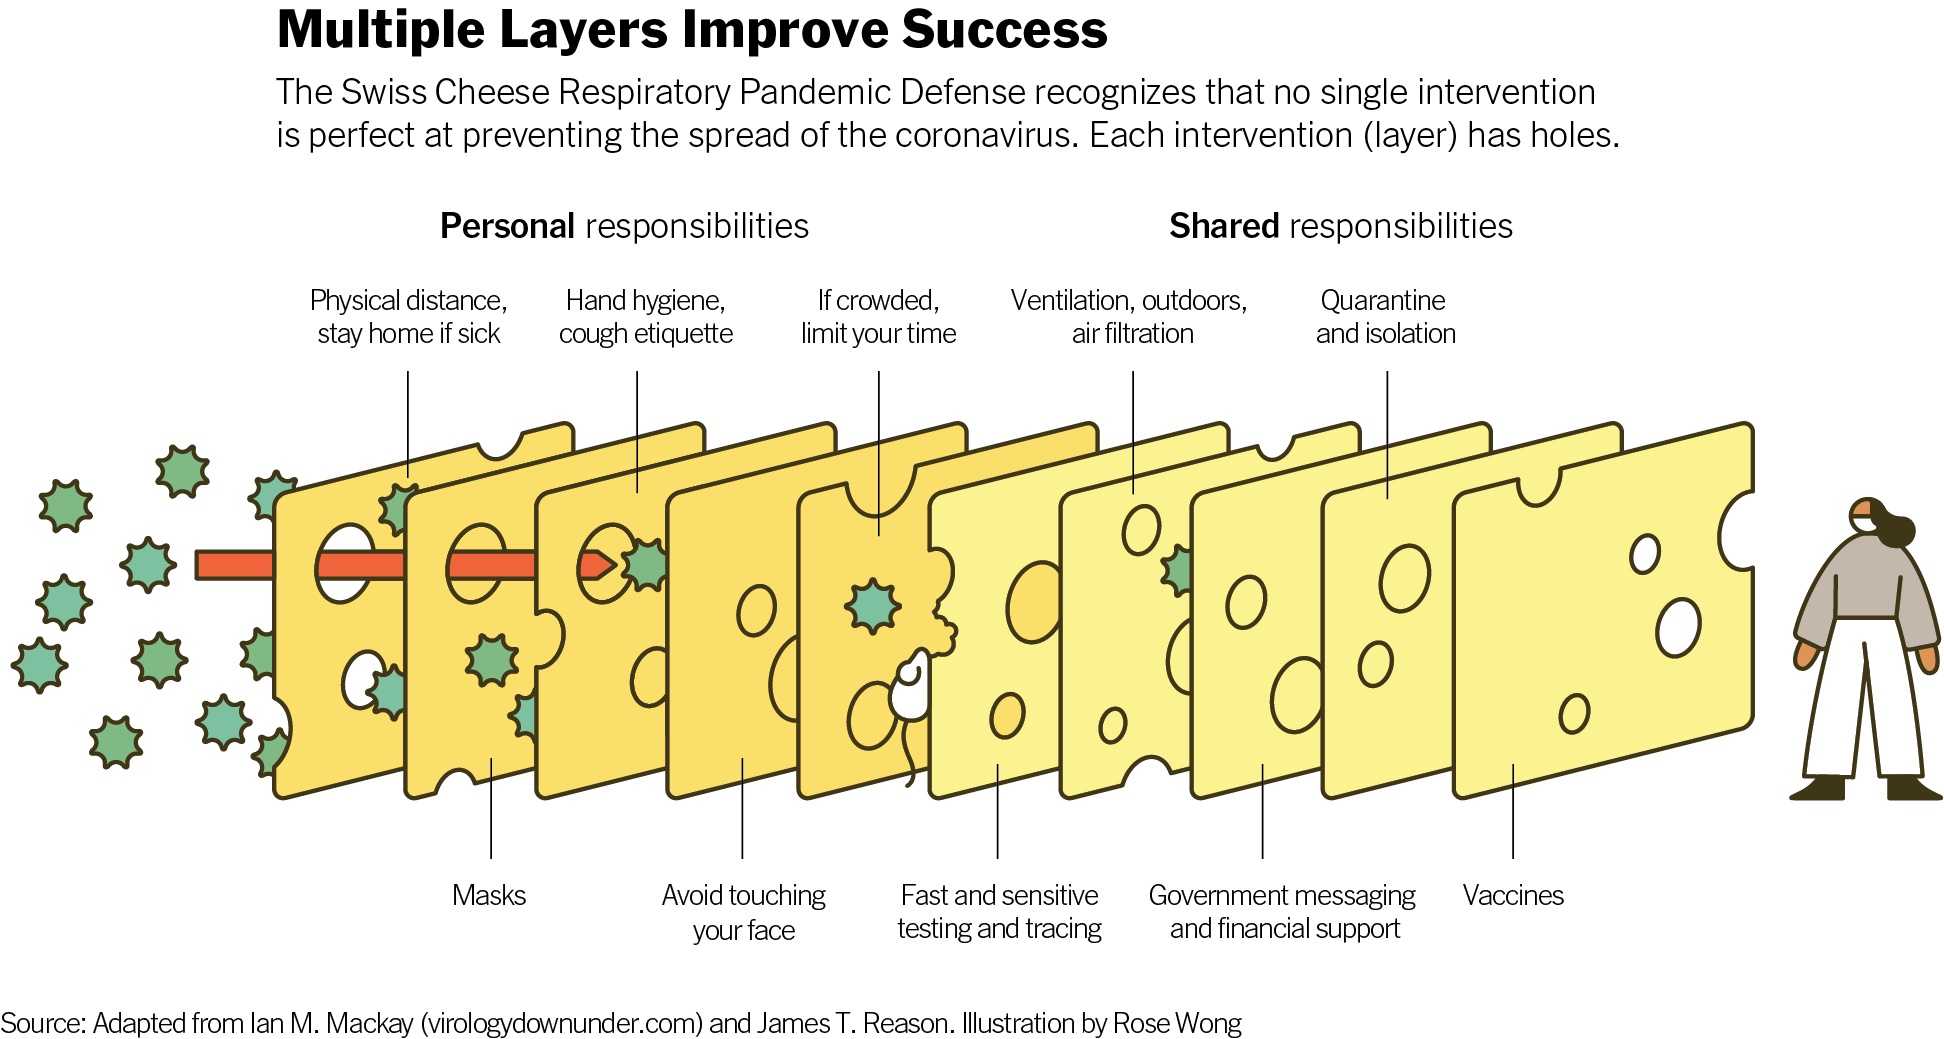 Multiple Layers Improve Success
The Swiss Cheese Respiratory Pandemic Defense recognizes that no single intervention
is perfect at preventing the spread of the coronavirus. Each intervention (layer) has holes.
Personal responsibilities
Shared responsibilities
Physical distance,
stay home if sick
Hand hygiene,
cough etiquette
If crowded,
limit your time
Ventilation, outdoors,
air filtration
Quarantine
and isolation
Masks
Avoid touching
your face
Fast and sensitive
testing and tracing
Government messaging
and financial support
Vaccines
Source: Adapted from Ian M. Mackay (virologydownunder.com) and James T. Reason. Illustration by Rose Wong